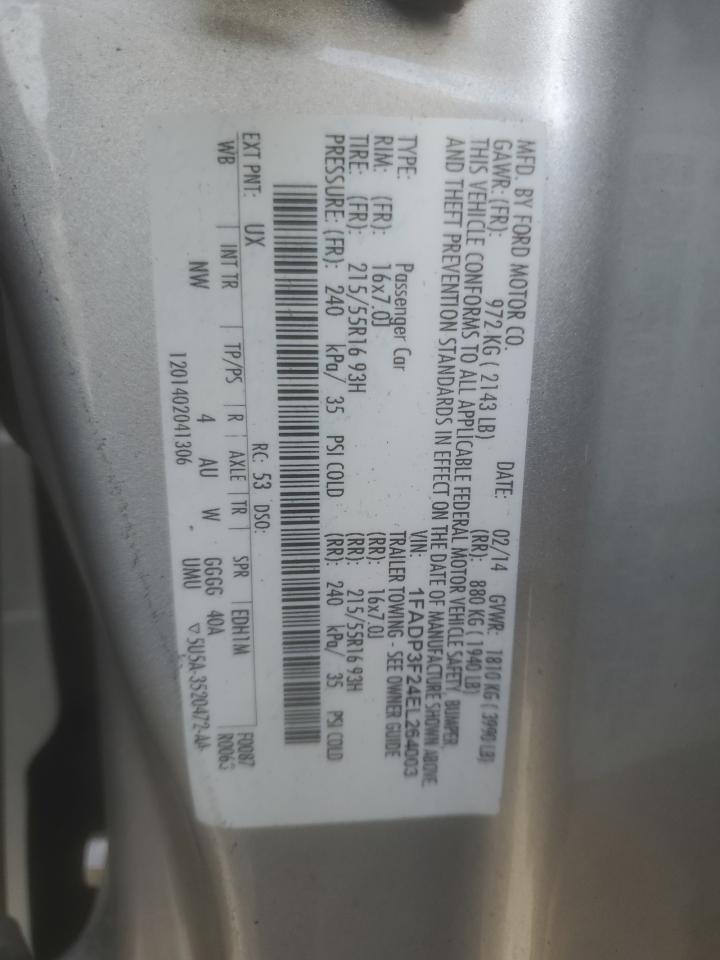 MFD. BY FORD MOTOR CO.
DATE: 02/14 GVWR: 1810 KG ( 3990 LB)
GAWR: (FR): 972 KG ( 2143 LB) (RR): 880 KG ( 1940 LB)
THIS VEHICLE CONFORMS TO ALL APPLICABLE FEDERAL MOTOR VEHICLE SAFETY, BUMPER,
AND THEFT PREVENTION STANDARDS IN EFFECT ON THE DATE OF MANUFACTURE SHOWN ABOVE.
VIN: 1FADP3F24EL264003
TYPE: Passenger Car TRAILER TOWING - SEE OWNER GUIDE
RIM: (FR): 16x7.0J (RR): 16x7.0J
TIRE: (FR): 215/55R16 93H (RR): 215/55R16 93H
PRESSURE: (FR): 240 kPa/ 35 PSI COLD (RR): 240 kPa/ 35 PSI COLD
EXT PNT: UX RC: 53 DSO: F0087
WB INT TR TP/PS R AXLE TR SPR EDH1M R0063
NW 4 AU W GGGG 40A
1201402041306 UMU ▽5U5A-3520472-AA